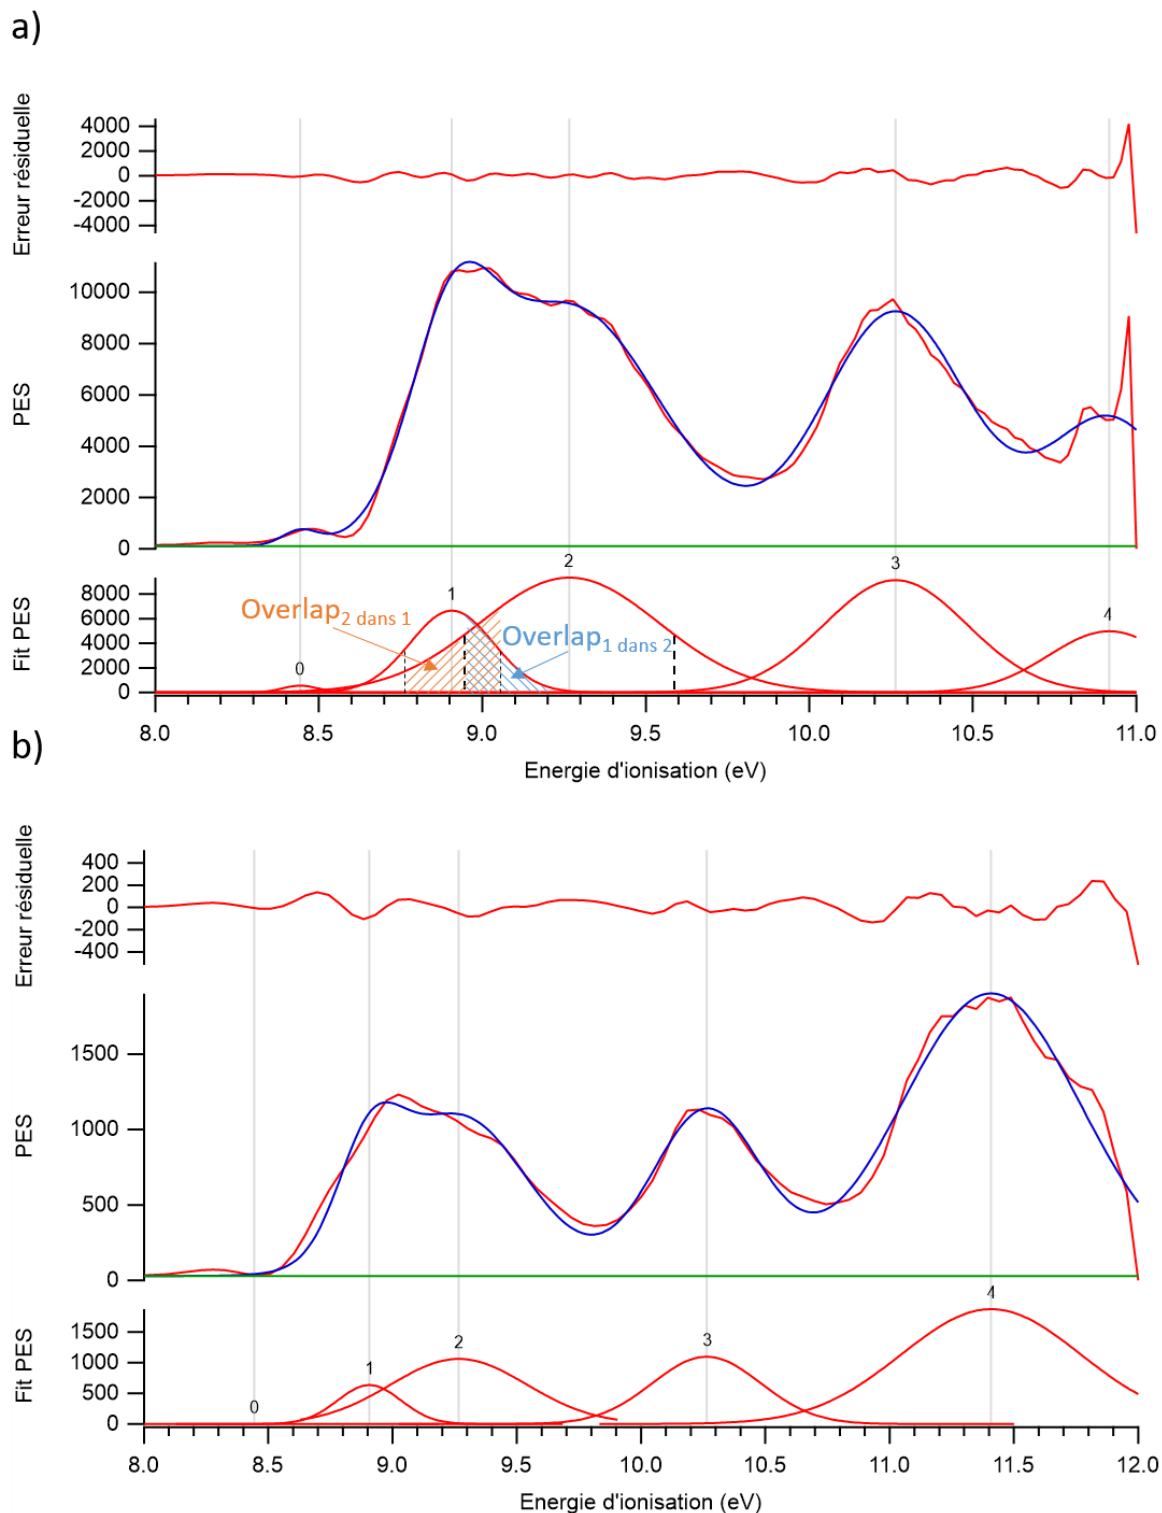 a)
Erreur résiduelle
4000
2000
0
-2000
-4000
PES
10000
8000
6000
4000
2000
0
Fit PES
8000
6000
4000
2000
0
0
1
2
3
4
Overlap2 dans 1
Overlap1 dans 2
8.0 8.5 9.0 9.5 10.0 10.5 11.0
Energie d'ionisation (eV)
b)
Erreur résiduelle
400
200
0
-200
-400
PES
1500
1000
500
0
Fit PES
1500
1000
500
0
0
1
2
3
4
8.0 8.5 9.0 9.5 10.0 10.5 11.0 11.5 12.0
Energie d'ionisation (eV)